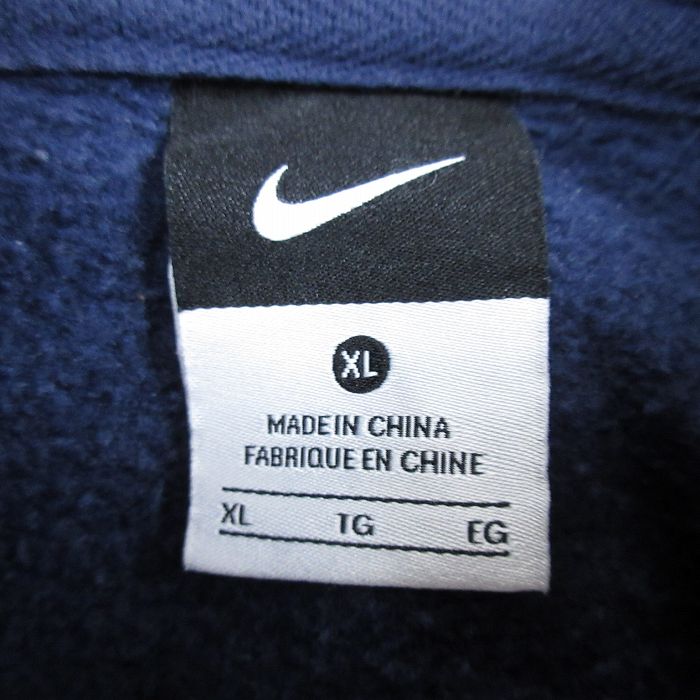 XL
MADE IN CHINA
FABRIQUE EN CHINE
XL TG EG